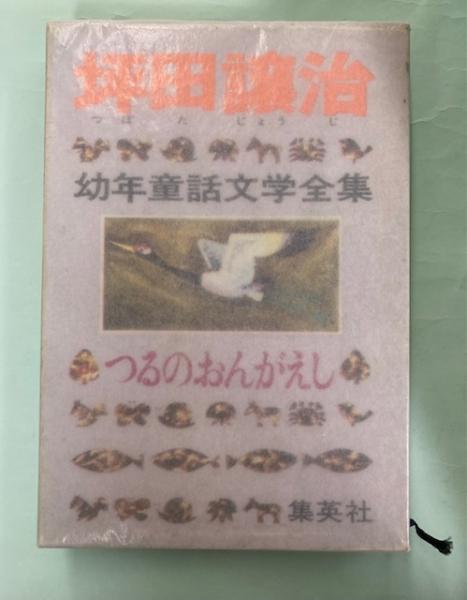 坪田譲治
つぼ た じょう じ
幼年童話文学全集
つるのおんがえし
集英社